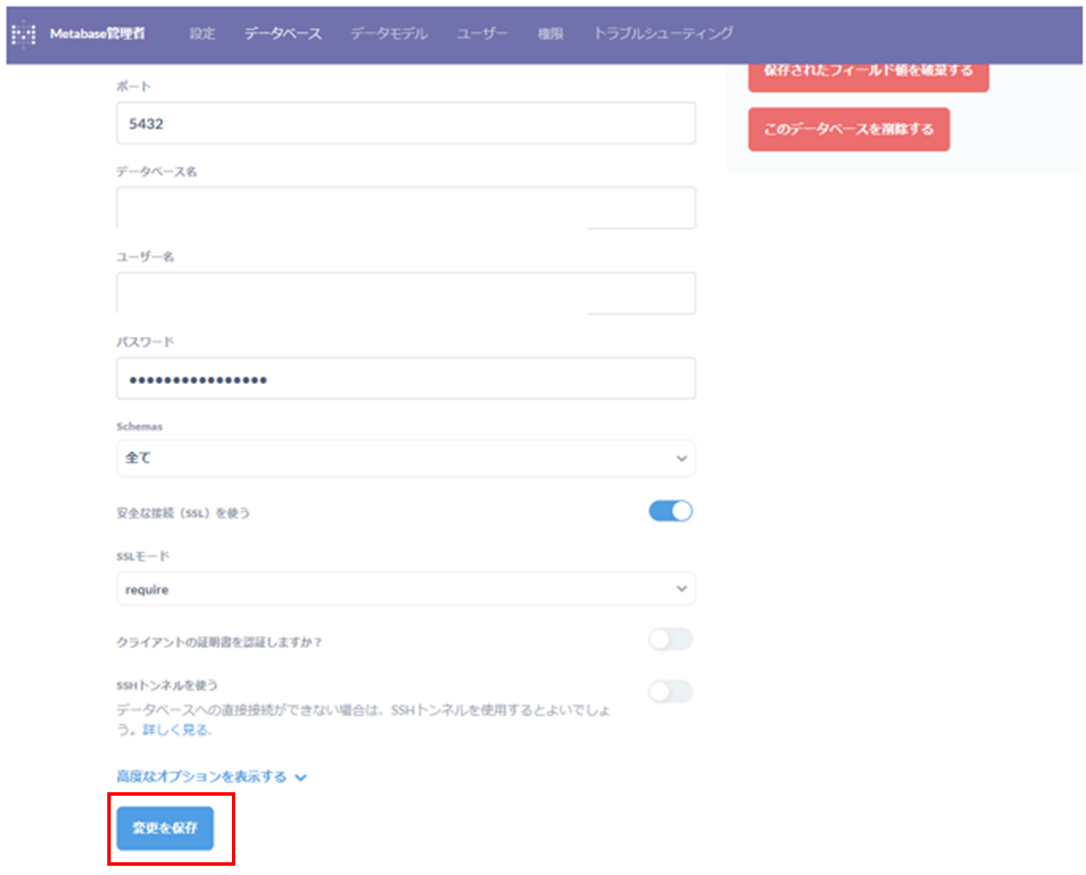 Metabase管理者 設定 データベース データモデル ユーザー 権限 トラブルシューティング
保存されたフィールド値を破棄する
このデータベースを削除する
ポート
5432
データベース名
ユーザー名
パスワード
••••••••••••••••
Schemas
全て
安全な接続（SSL）を使う
SSLモード
require
クライアントの証明書を認証しますか？
SSHトンネルを使う
データベースへの直接接続ができない場合は、SSHトンネルを使用するとよいでしょ
う。詳しく見る.
高度なオプションを表示する
変更を保存